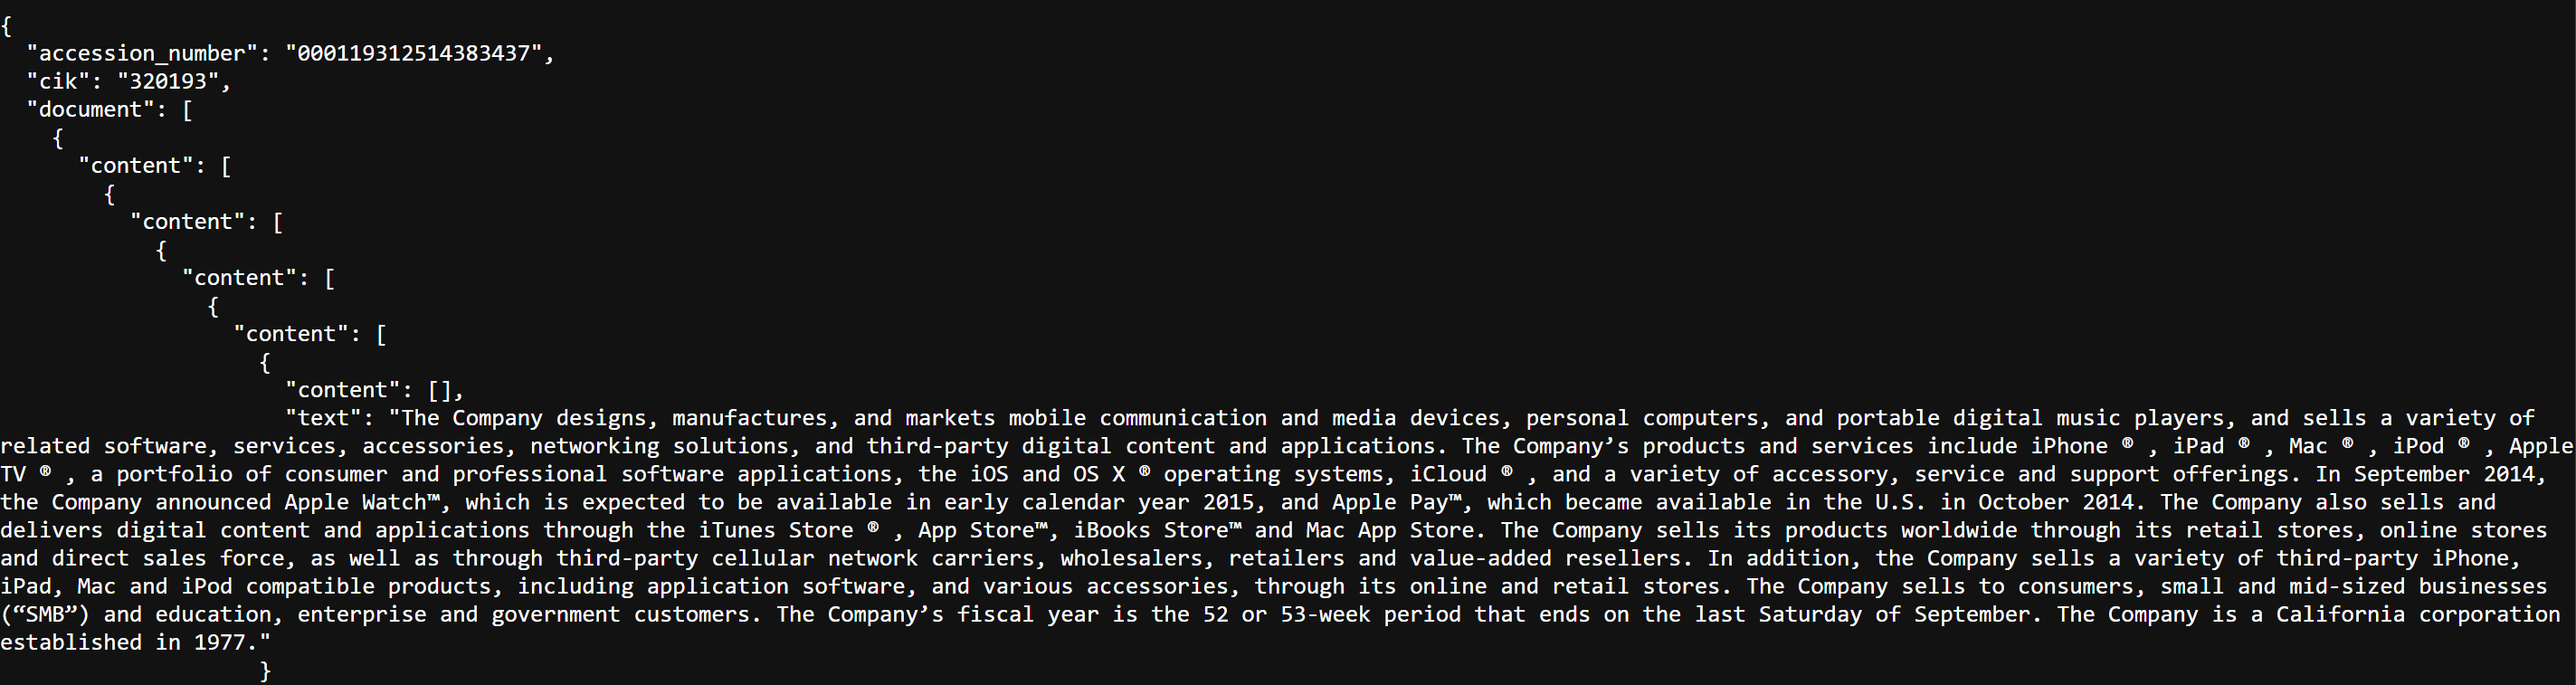 {
  "accession_number": "000119312514383437",
  "cik": "320193",
  "document": [
    {
      "content": [
        {
          "content": [
            {
              "content": [
                {
                  "content": [
                    {
                      "content": [],
                      "text": "The Company designs, manufactures, and markets mobile communication and media devices, personal computers, and portable digital music players, and sells a variety of
related software, services, accessories, networking solutions, and third-party digital content and applications. The Company’s products and services include iPhone ® , iPad ® , Mac ® , iPod ® , Apple
TV ® , a portfolio of consumer and professional software applications, the iOS and OS X ® operating systems, iCloud ® , and a variety of accessory, service and support offerings. In September 2014,
the Company announced Apple Watch™, which is expected to be available in early calendar year 2015, and Apple Pay™, which became available in the U.S. in October 2014. The Company also sells and
delivers digital content and applications through the iTunes Store ® , App Store™, iBooks Store™ and Mac App Store. The Company sells its products worldwide through its retail stores, online stores
and direct sales force, as well as through third-party cellular network carriers, wholesalers, retailers and value-added resellers. In addition, the Company sells a variety of third-party iPhone,
iPad, Mac and iPod compatible products, including application software, and various accessories, through its online and retail stores. The Company sells to consumers, small and mid-sized businesses
(“SMB”) and education, enterprise and government customers. The Company’s fiscal year is the 52 or 53-week period that ends on the last Saturday of September. The Company is a California corporation
established in 1977."
                    }